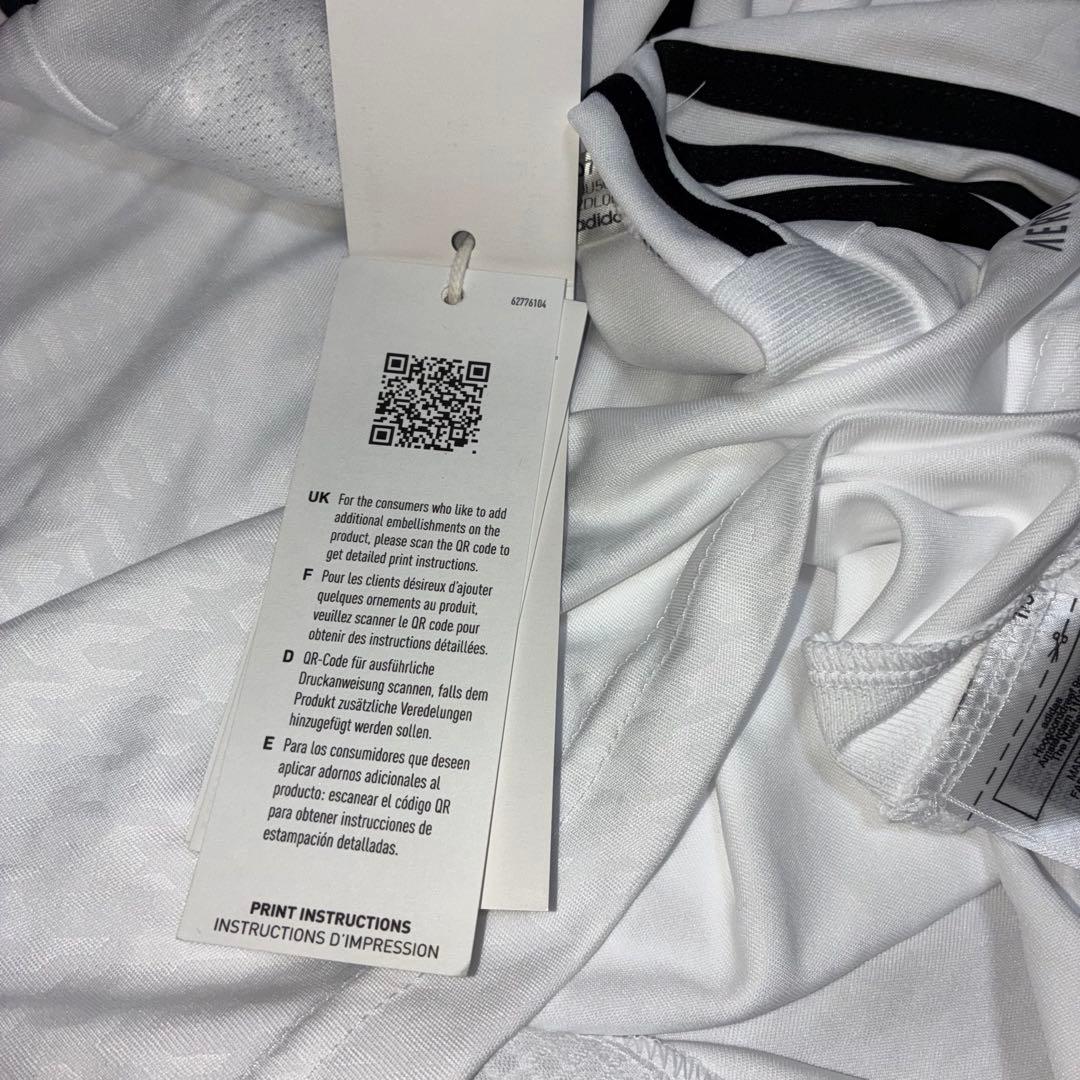 62776104
UK For the consumers who like to add
additional embellishments on the
product, please scan the QR code to
get detailed print instructions.
F Pour les clients désireux d'ajouter
quelques ornements au produit,
veuillez scanner le QR code pour
obtenir des instructions détaillées.
D QR-Code für ausführliche
Druckanweisung scannen, falls dem
Produkt zusätzliche Veredelungen
hinzugefügt werden sollen.
E Para los consumidores que deseen
aplicar adornos adicionales al
producto: escanear el código QR
para obtener instrucciones de
estampación detalladas.
PRINT INSTRUCTIONS
INSTRUCTIONS D'IMPRESSION
adidas
The